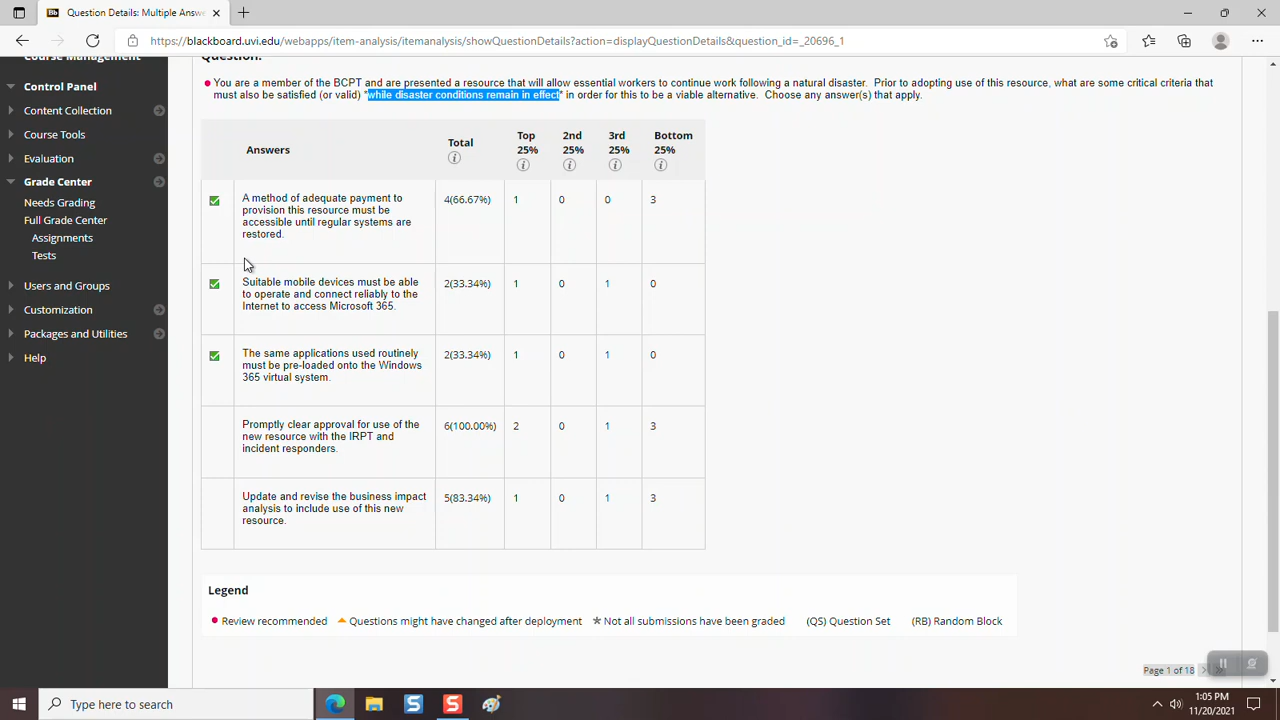 Question Details: Multiple Answ
https://blackboard.uvi.edu/webapps/item-analysis/itemanalysis/showQuestionDetails?action=displayQuestionDetails&question_id=_20696_1
Course Management
Control Panel
Content Collection
Course Tools
Evaluation
Grade Center
Needs Grading
Full Grade Center
Assignments
Tests
Users and Groups
Customization
Packages and Utilities
Help
Question:
You are a member of the BCPT and are presented a resource that will allow essential workers to continue work following a natural disaster.  Prior to adopting use of this resource, what are some critical criteria that
must also be satisfied (or valid) *while disaster conditions remain in effect* in order for this to be a viable alternative.  Choose any answer(s) that apply.
Answers
Total
Top 25%
2nd 25%
3rd 25%
Bottom 25%
A method of adequate payment to
provision this resource must be
accessible until regular systems are
restored.
4(66.67%) 1 0 0 3
Suitable mobile devices must be able
to operate and connect reliably to the
Internet to access Microsoft 365.
2(33.34%) 1 0 1 0
The same applications used routinely
must be pre-loaded onto the Windows
365 virtual system.
2(33.34%) 1 0 1 0
Promptly clear approval for use of the
new resource with the IRPT and
incident responders.
6(100.00%) 2 0 1 3
Update and revise the business impact
analysis to include use of this new
resource.
5(83.34%) 1 0 1 3
Legend
Review recommended Questions might have changed after deployment Not all submissions have been graded (QS) Question Set (RB) Random Block
Page 1 of 18
Type here to search
1:05 PM
11/20/2021